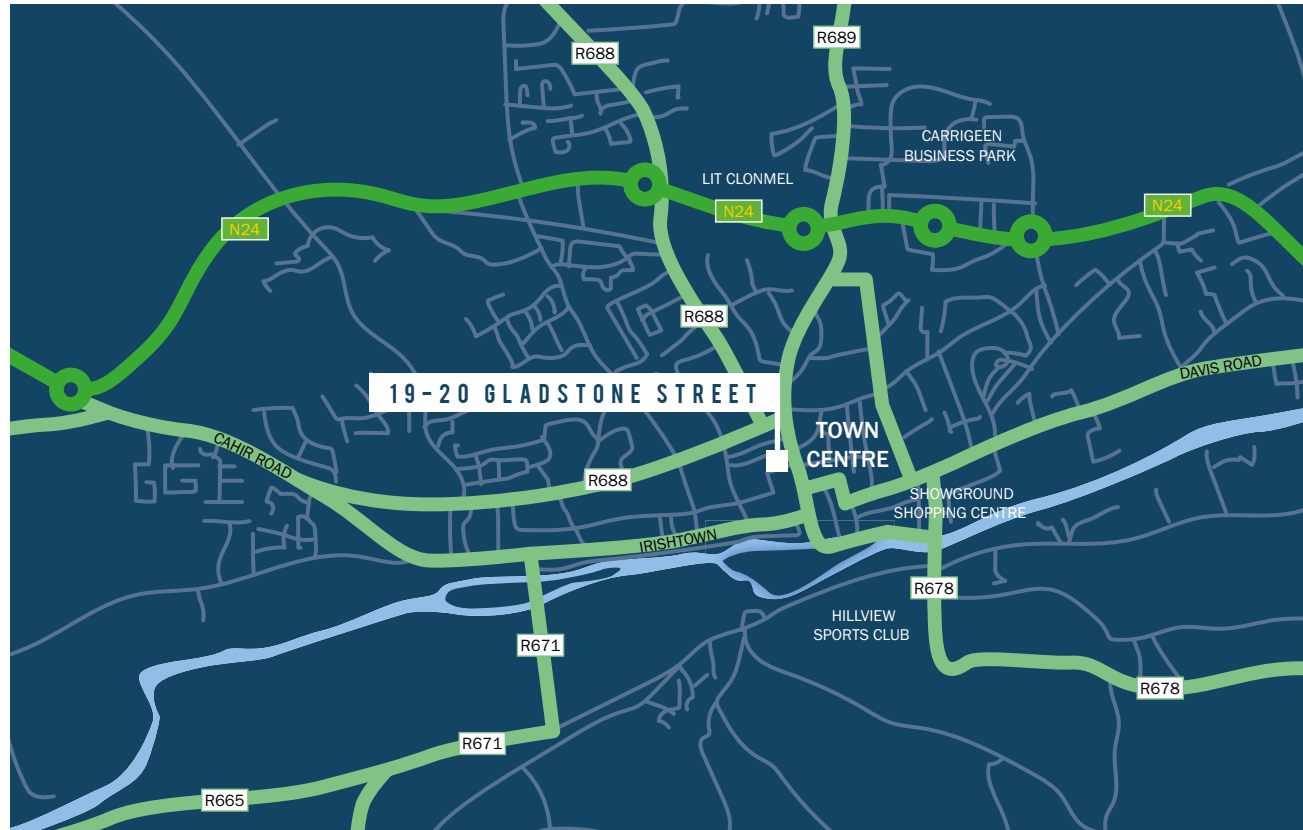 R689
R688
CARRIGEEN
BUSINESS PARK
LIT CLONMEL
N24
N24
N24
R688
DAVIS ROAD
19-20 GLADSTONE STREET
TOWN
CENTRE
CAHIR ROAD
R688
SHOWGROUND
SHOPPING CENTRE
IRISHTOWN
R678
HILLVIEW
SPORTS CLUB
R671
R678
R671
R665